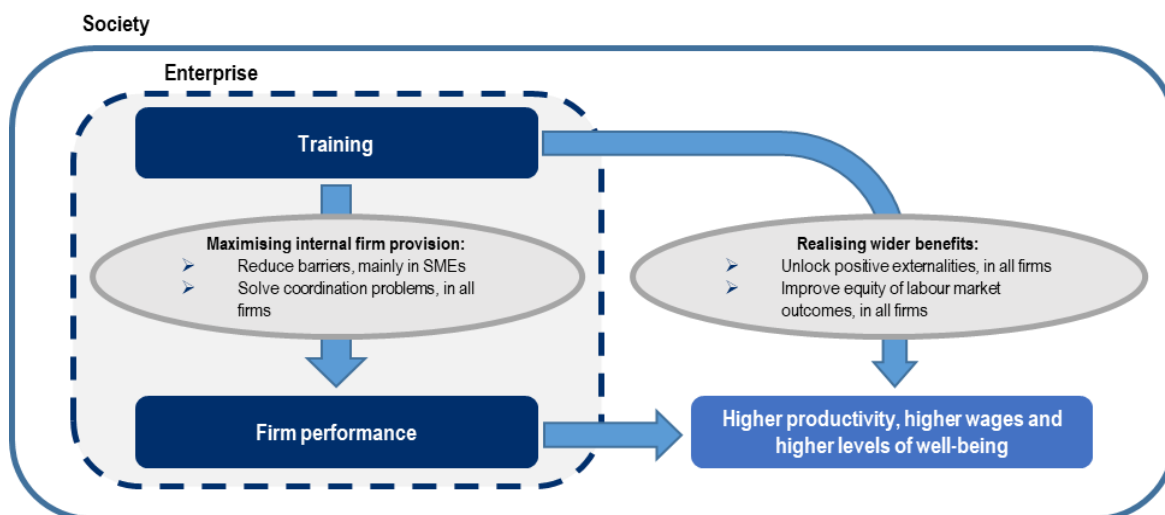 Society
Enterprise
Training
Maximising internal firm provision:
➢ Reduce barriers, mainly in SMEs
➢ Solve coordination problems, in all
firms
Realising wider benefits:
➢ Unlock positive externalities, in all firms
➢ Improve equity of labour market
outcomes, in all firms
Firm performance
Higher productivity, higher wages and
higher levels of well-being